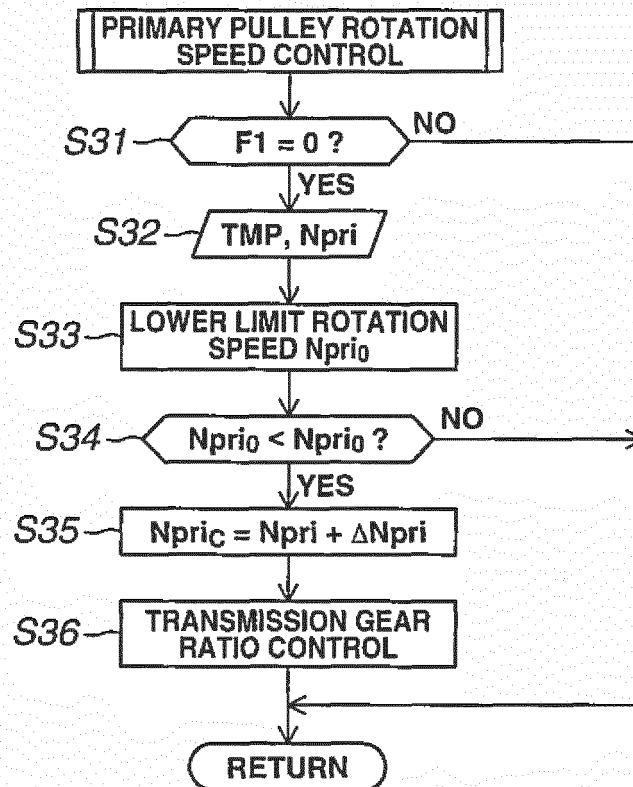 PRIMARY PULLEY ROTATION
SPEED CONTROL
S31
F1 = 0 ?
NO
YES
S32
TMP, Npri
S33
LOWER LIMIT ROTATION
SPEED Npri0
S34
Npri0 < Npri0 ?
NO
YES
S35
NpriC = Npri + ΔNpri
S36
TRANSMISSION GEAR
RATIO CONTROL
RETURN